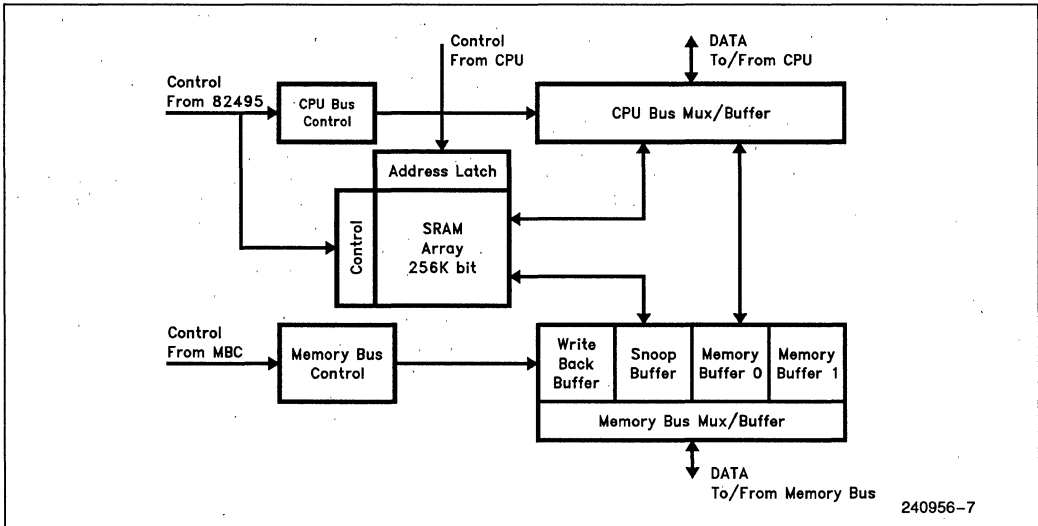 Control
From CPU
DATA
To/From CPU
Control
From 82495
CPU Bus
Control
CPU Bus Mux/Buffer
Address Latch
Control
SRAM
Array
256K bit
Control
From MBC
Memory Bus
Control
Write
Back
Buffer
Snoop
Buffer
Memory
Buffer 0
Memory
Buffer 1
Memory Bus Mux/Buffer
DATA
To/From Memory Bus
240956-7